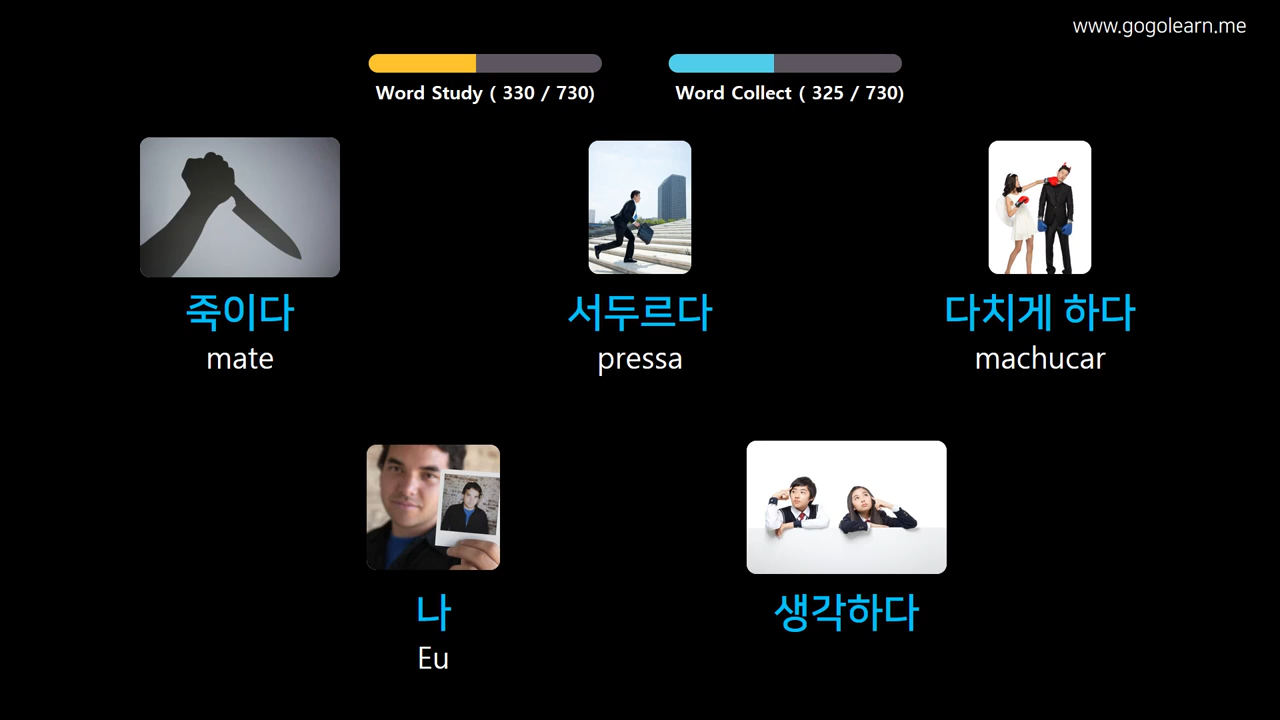 www.gogolearn.me
Word Study ( 330 / 730)
Word Collect ( 325 / 730)
죽이다
mate
서두르다
pressa
다치게 하다
machucar
나
Eu
생각하다